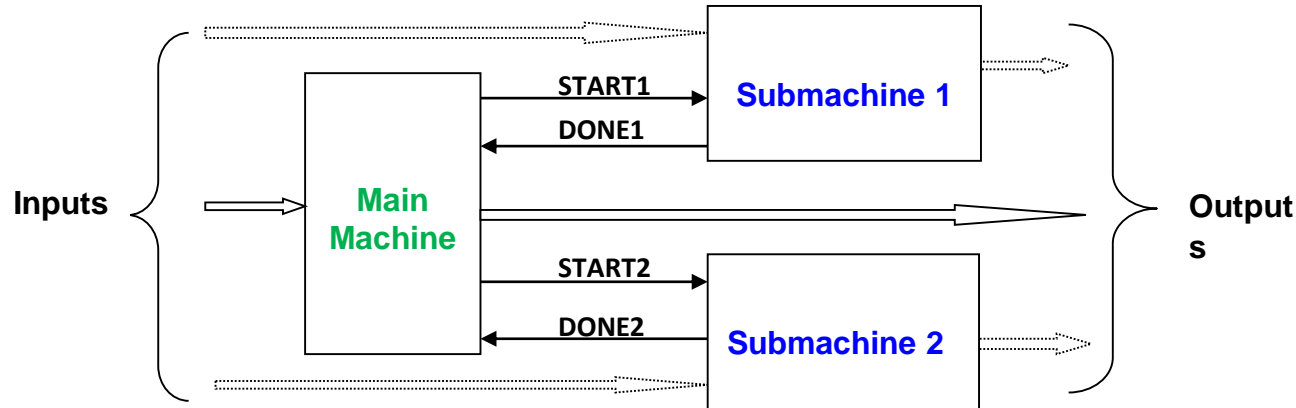 START1
Submachine 1
DONE1
Inputs
Main
Machine
Output
s
START2
DONE2
Submachine 2